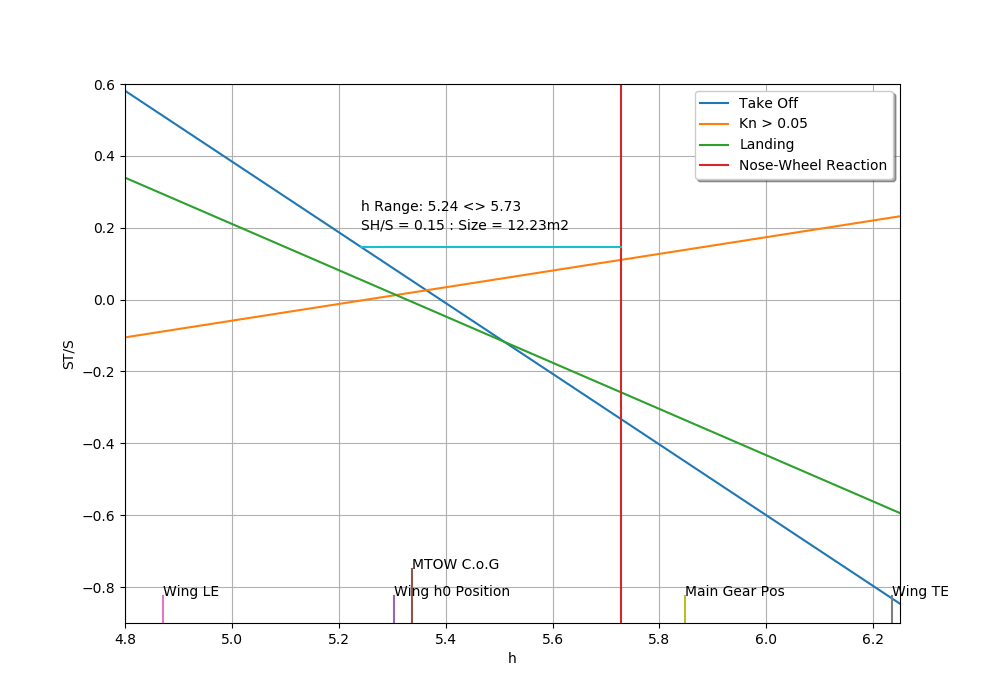 0.6
0.4
0.2
0.0
−0.2
−0.4
−0.6
−0.8
ST/S
Take Off
Kn > 0.05
Landing
Nose-Wheel Reaction
h Range: 5.24 <> 5.73
SH/S = 0.15 : Size = 12.23m2
MTOW C.o.G
Wing LE
Wing h0 Position
Main Gear Pos
Wing TE
4.8 5.0 5.2 5.4 5.6 5.8 6.0 6.2
h